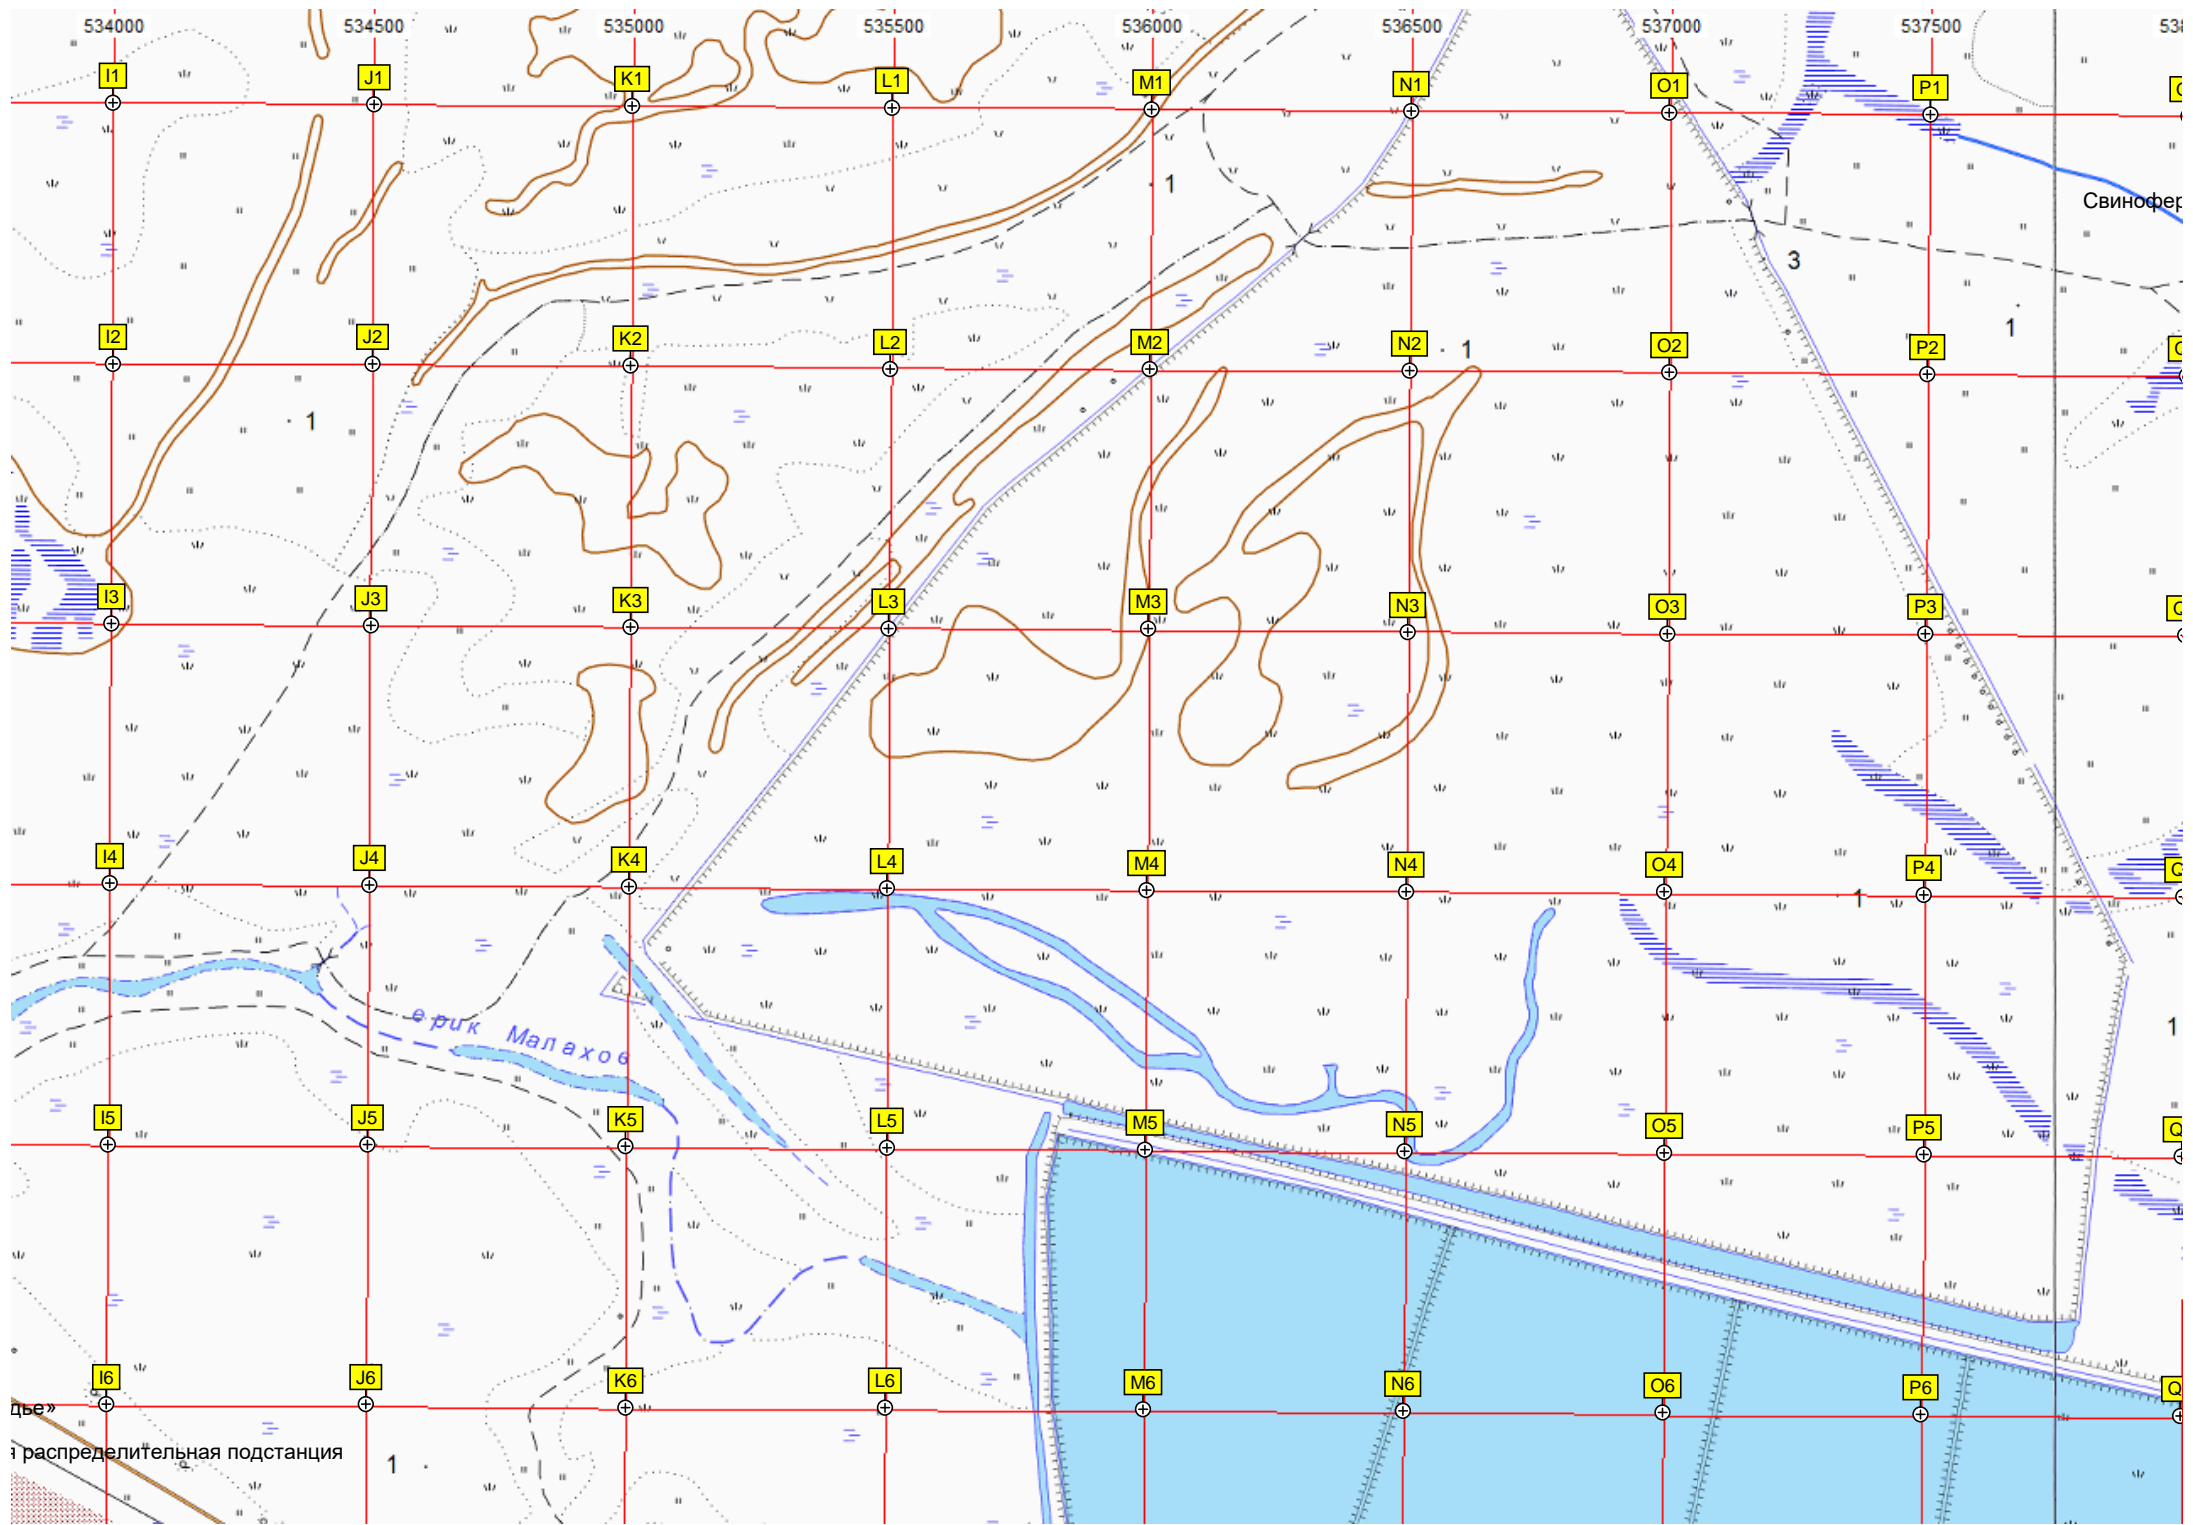 534000 534500 535000 535500 536000 536500 537000 537500
I1 J1 K1 L1 M1 N1 O1 P1
1
3
1
I2 J2 K2 L2 M2 N2 O2 P2
1
1
I3 J3 K3 L3 M3 N3 O3 P3
I4 J4 K4 L4 M4 N4 O4 P4
1
ерик Малахов
1
I5 J5 K5 L5 M5 N5 O5 P5
I6 J6 K6 L6 M6 N6 O6 P6
распределительная подстанция
1